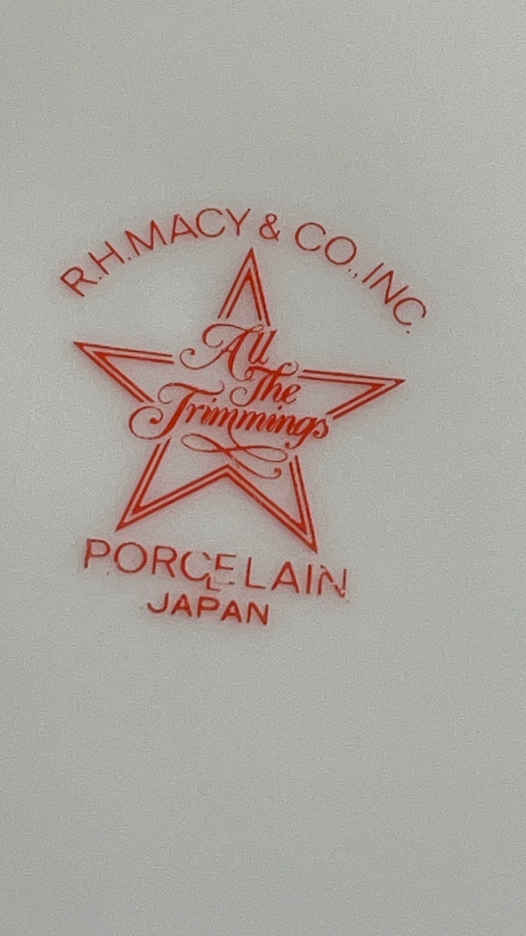 R.H.MACY & CO., INC.
All
The
Trimmings
PORCELAIN
JAPAN